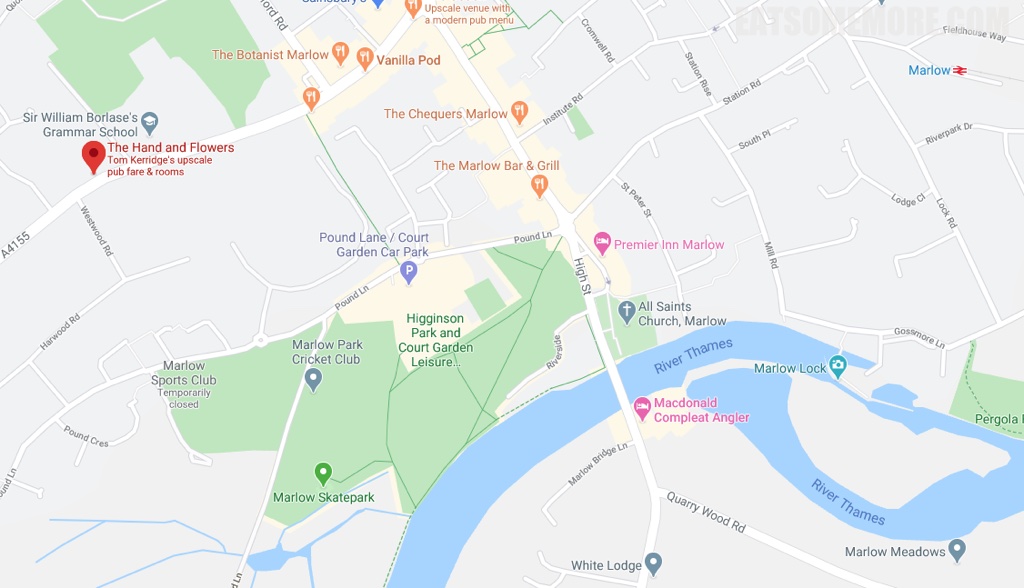 Sainsbury's
Upscale venue with
a modern pub menu
EATSOMEMORE.COM
Fieldhouse Way
Cromwell Rd
Station Rise
Marlow
The Botanist Marlow
Vanilla Pod
Station Rd
The Chequers Marlow
Institute Rd
Sir William Borlase's
Grammar School
The Hand and Flowers
Tom Kerridge's upscale
pub fare & rooms
South Pl
Riverpark Dr
The Marlow Bar & Grill
St Peter St
Lodge Cl
Lock Rd
A4155
Westwood Rd
Pound Lane / Court
Garden Car Park
Pound Ln
High St
Premier Inn Marlow
Mill Rd
Pound Ln
Harwood Rd
All Saints
Church, Marlow
Higginson
Park and
Court Garden
Leisure...
Riverside
Gossmore Ln
Marlow Park
Cricket Club
River Thames
Marlow Lock
Marlow
Sports Club
Temporarily
closed
Macdonald
Compleat Angler
Pergola
Pound Cres
Marlow Bridge Ln
Marlow Skatepark
Quarry Wood Rd
River Thames
White Lodge
Marlow Meadows